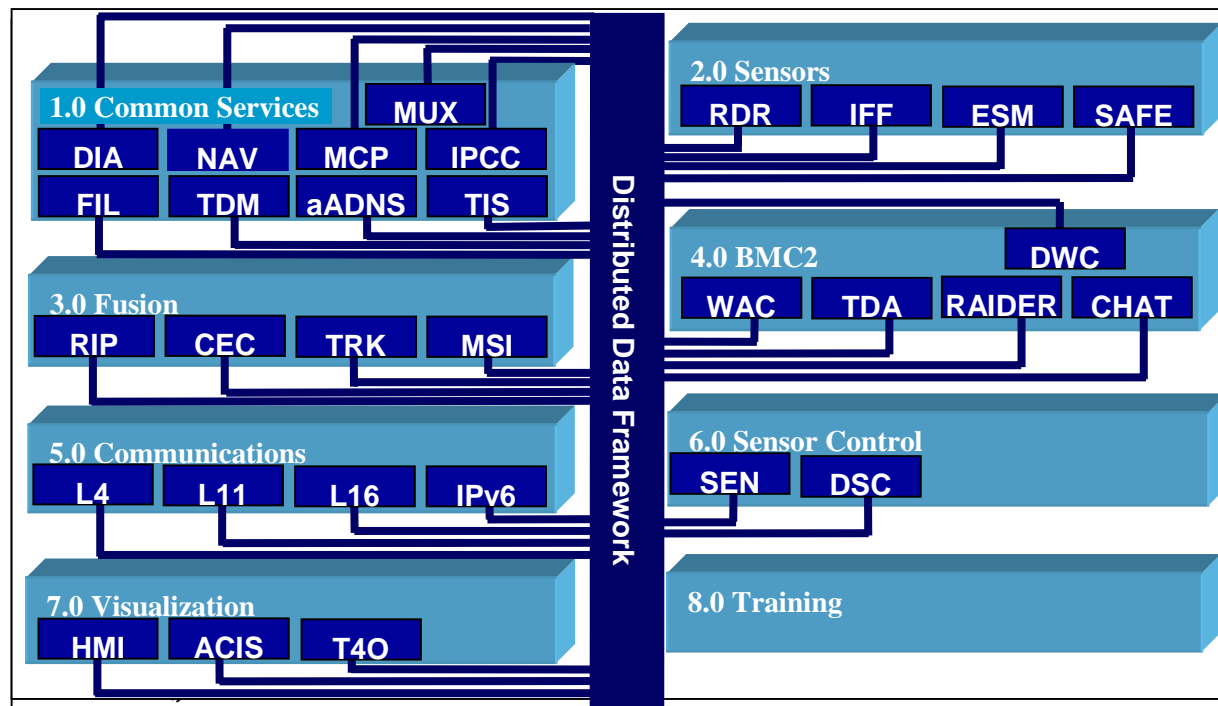 1.0 Common Services
MUX
DIA NAV MCP IPCC
FIL TDM aADNS TIS
2.0 Sensors
RDR IFF ESM SAFE
Distributed Data Framework
3.0 Fusion
RIP CEC TRK MSI
4.0 BMC2
DWC
WAC TDA RAIDER CHAT
5.0 Communications
L4 L11 L16 IPv6
6.0 Sensor Control
SEN DSC
7.0 Visualization
HMI ACIS T4O
8.0 Training